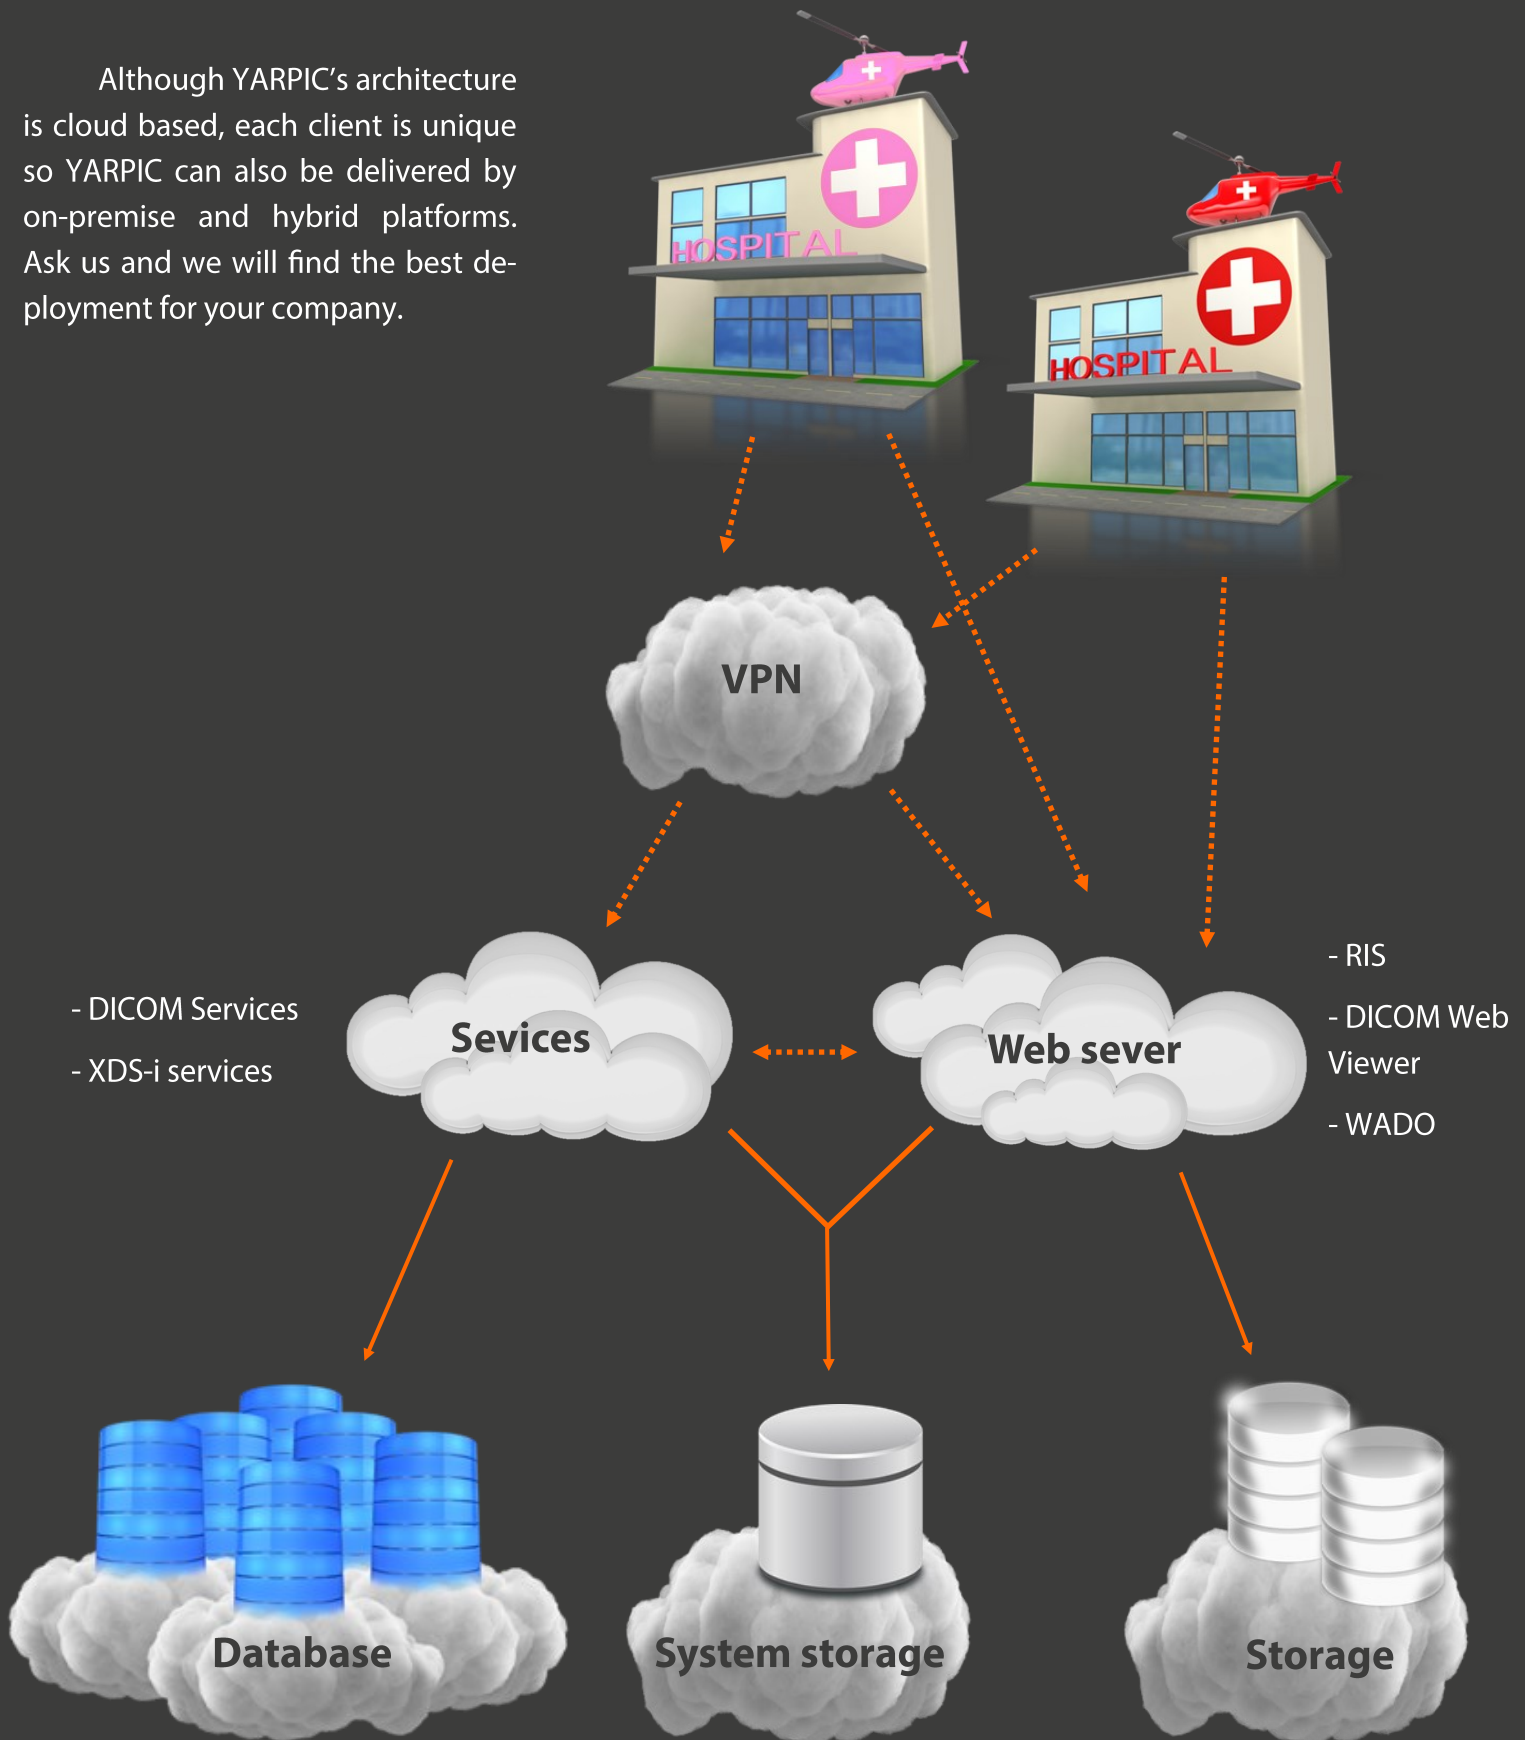 Although YARPIC’s architecture
is cloud based, each client is unique
so YARPIC can also be delivered by
on-premise and hybrid platforms.
Ask us and we will find the best de-
ployment for your company.
HOSPITAL
HOSPITAL
VPN
- DICOM Services
- XDS-i services
Sevices
Web sever
- RIS
- DICOM Web
Viewer
- WADO
Database
System storage
Storage